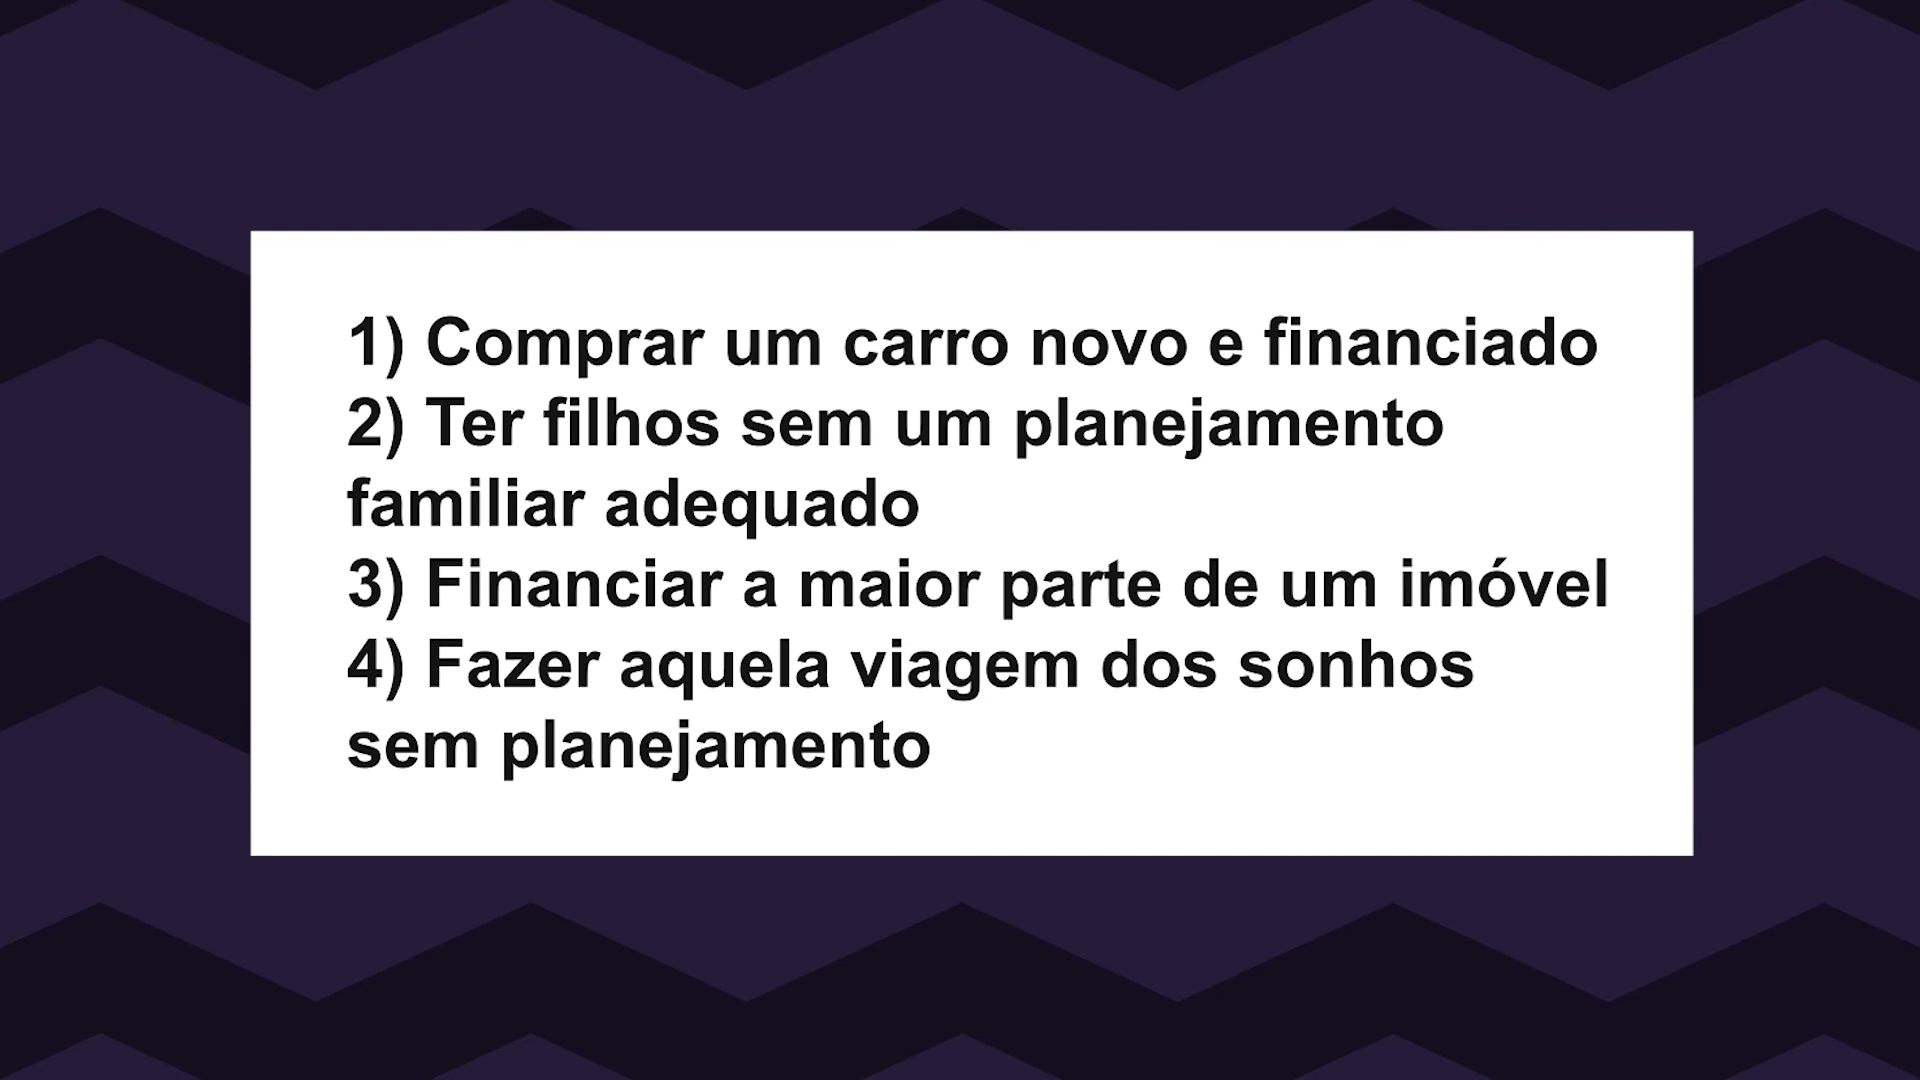 1) Comprar um carro novo e financiado
2) Ter filhos sem um planejamento
familiar adequado
3) Financiar a maior parte de um imóvel
4) Fazer aquela viagem dos sonhos
sem planejamento